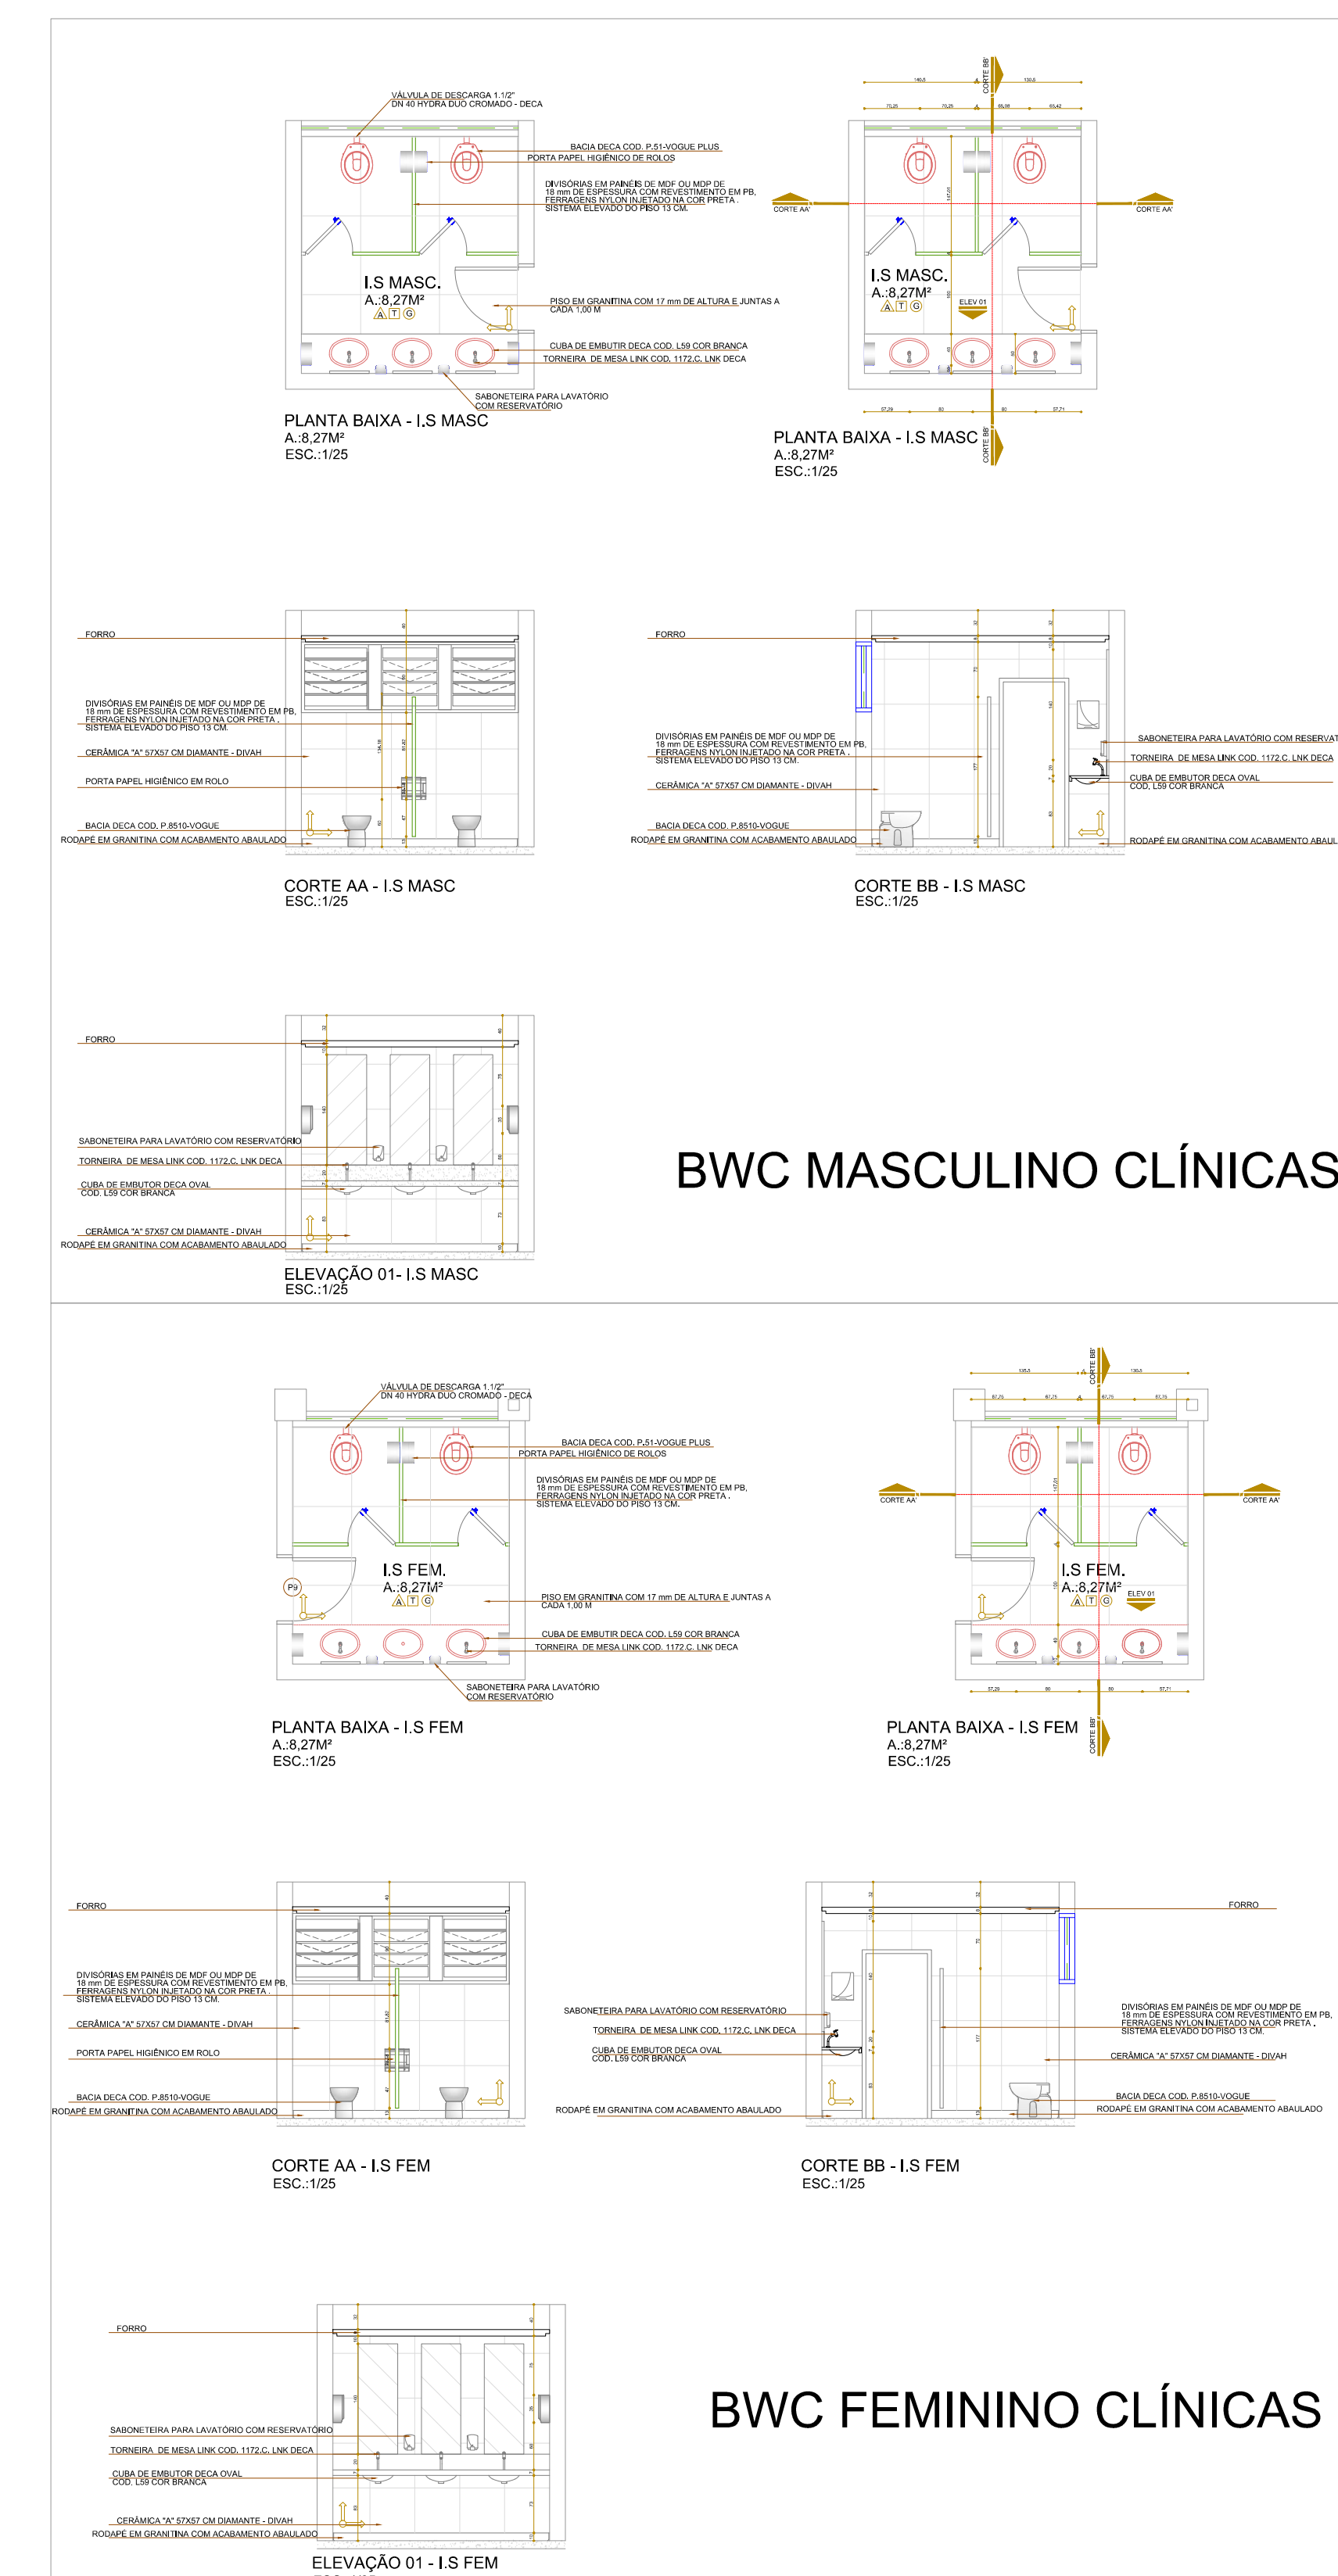 VÁLVULA DE DESCARGA 1.1/2"
DN 40 HYDRA DUO CROMADO - DECA
BACIA DECA COD. P.51-VOGUE PLUS
PORTA PAPEL HIGIÊNICO DE ROLOS
DIVISÓRIAS EM PAINÉIS DE MDF OU MDP DE
18 mm DE ESPESSURA COM REVESTIMENTO EM PB,
FERRAGENS NYLON INJETADO NA COR PRETA .
SISTEMA ELEVADO DO PISO 13 CM.
I.S MASC.
A.:8,27M²
A T G
PISO EM GRANITINA COM 17 mm DE ALTURA E JUNTAS A
CADA 1,00 M
CUBA DE EMBUTIR DECA COD. L59 COR BRANCA
TORNEIRA DE MESA LINK COD. 1172.C. LNK DECA
SABONETEIRA PARA LAVATÓRIO
COM RESERVATÓRIO
PLANTA BAIXA - I.S MASC
A.:8,27M²
ESC.:1/25
CORTE BB'
CORTE AA'
CORTE AA'
I.S MASC.
A.:8,27M²
A T G
ELEV 01
57,29 80 80 57,71
CORTE BB'
PLANTA BAIXA - I.S MASC
A.:8,27M²
ESC.:1/25
FORRO
DIVISÓRIAS EM PAINÉIS DE MDF OU MDP DE
18 mm DE ESPESSURA COM REVESTIMENTO EM PB,
FERRAGENS NYLON INJETADO NA COR PRETA .
SISTEMA ELEVADO DO PISO 13 CM.
CERÂMICA "A" 57X57 CM DIAMANTE - DIVAH
PORTA PAPEL HIGIÊNICO EM ROLO
BACIA DECA COD. P.8510-VOGUE
RODAPÉ EM GRANITINA COM ACABAMENTO ABAULADO
CORTE AA - I.S MASC
ESC.:1/25
FORRO
DIVISÓRIAS EM PAINÉIS DE MDF OU MDP DE
18 mm DE ESPESSURA COM REVESTIMENTO EM PB,
FERRAGENS NYLON INJETADO NA COR PRETA .
SISTEMA ELEVADO DO PISO 13 CM.
CERÂMICA "A" 57X57 CM DIAMANTE - DIVAH
BACIA DECA COD. P.8510-VOGUE
RODAPÉ EM GRANITINA COM ACABAMENTO ABAULADO
SABONETEIRA PARA LAVATÓRIO COM RESERVAT
TORNEIRA DE MESA LINK COD. 1172.C. LNK DECA
CUBA DE EMBUTOR DECA OVAL
COD. L59 COR BRANCA
RODAPÉ EM GRANITINA COM ACABAMENTO ABAUL
CORTE BB - I.S MASC
ESC.:1/25
FORRO
SABONETEIRA PARA LAVATÓRIO COM RESERVATÓRIO
TORNEIRA DE MESA LINK COD. 1172.C. LNK DECA
CUBA DE EMBUTOR DECA OVAL
COD. L59 COR BRANCA
CERÂMICA "A" 57X57 CM DIAMANTE - DIVAH
RODAPÉ EM GRANITINA COM ACABAMENTO ABAULADO
ELEVAÇÃO 01- I.S MASC
ESC.:1/25
BWC MASCULINO CLÍNICAS
VÁLVULA DE DESCARGA 1.1/2"
DN 40 HYDRA DUO CROMADO - DECA
BACIA DECA COD. P.51-VOGUE PLUS
PORTA PAPEL HIGIÊNICO DE ROLOS
DIVISÓRIAS EM PAINÉIS DE MDF OU MDP DE
18 mm DE ESPESSURA COM REVESTIMENTO EM PB,
FERRAGENS NYLON INJETADO NA COR PRETA .
SISTEMA ELEVADO DO PISO 13 CM.
I.S FEM.
A.:8,27M²
A T G
P9
PISO EM GRANITINA COM 17 mm DE ALTURA E JUNTAS A
CADA 1,00 M
CUBA DE EMBUTIR DECA COD. L59 COR BRANCA
TORNEIRA DE MESA LINK COD. 1172.C. LNK DECA
SABONETEIRA PARA LAVATÓRIO
COM RESERVATÓRIO
PLANTA BAIXA - I.S FEM
A.:8,27M²
ESC.:1/25
CORTE BB'
CORTE AA'
CORTE AA'
I.S FEM.
A.:8,27M²
A T G
ELEV 01
57,29 80 80 57,71
CORTE BB'
PLANTA BAIXA - I.S FEM
A.:8,27M²
ESC.:1/25
FORRO
DIVISÓRIAS EM PAINÉIS DE MDF OU MDP DE
18 mm DE ESPESSURA COM REVESTIMENTO EM PB,
FERRAGENS NYLON INJETADO NA COR PRETA .
SISTEMA ELEVADO DO PISO 13 CM.
CERÂMICA "A" 57X57 CM DIAMANTE - DIVAH
PORTA PAPEL HIGIÊNICO EM ROLO
BACIA DECA COD. P.8510-VOGUE
RODAPÉ EM GRANITINA COM ACABAMENTO ABAULADO
CORTE AA - I.S FEM
ESC.:1/25
SABONETEIRA PARA LAVATÓRIO COM RESERVATÓRIO
TORNEIRA DE MESA LINK COD. 1172.C. LNK DECA
CUBA DE EMBUTOR DECA OVAL
COD. L59 COR BRANCA
RODAPÉ EM GRANITINA COM ACABAMENTO ABAULADO
FORRO
DIVISÓRIAS EM PAINÉIS DE MDF OU MDP DE
18 mm DE ESPESSURA COM REVESTIMENTO EM PB,
FERRAGENS NYLON INJETADO NA COR PRETA .
SISTEMA ELEVADO DO PISO 13 CM.
CERÂMICA "A" 57X57 CM DIAMANTE - DIVAH
BACIA DECA COD. P.8510-VOGUE
RODAPÉ EM GRANITINA COM ACABAMENTO ABAULADO
CORTE BB - I.S FEM
ESC.:1/25
FORRO
SABONETEIRA PARA LAVATÓRIO COM RESERVATÓRIO
TORNEIRA DE MESA LINK COD. 1172.C. LNK DECA
CUBA DE EMBUTOR DECA OVAL
COD. L59 COR BRANCA
CERÂMICA "A" 57X57 CM DIAMANTE - DIVAH
RODAPÉ EM GRANITINA COM ACABAMENTO ABAULADO
ELEVAÇÃO 01 - I.S FEM
BWC FEMININO CLÍNICAS